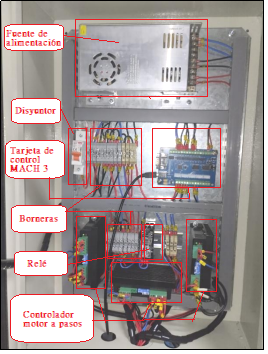 Fuente de
alimentación
Disyuntor
Tarjeta de
control
MACH 3
Borneras
Relé
Controlador
motor a pasos